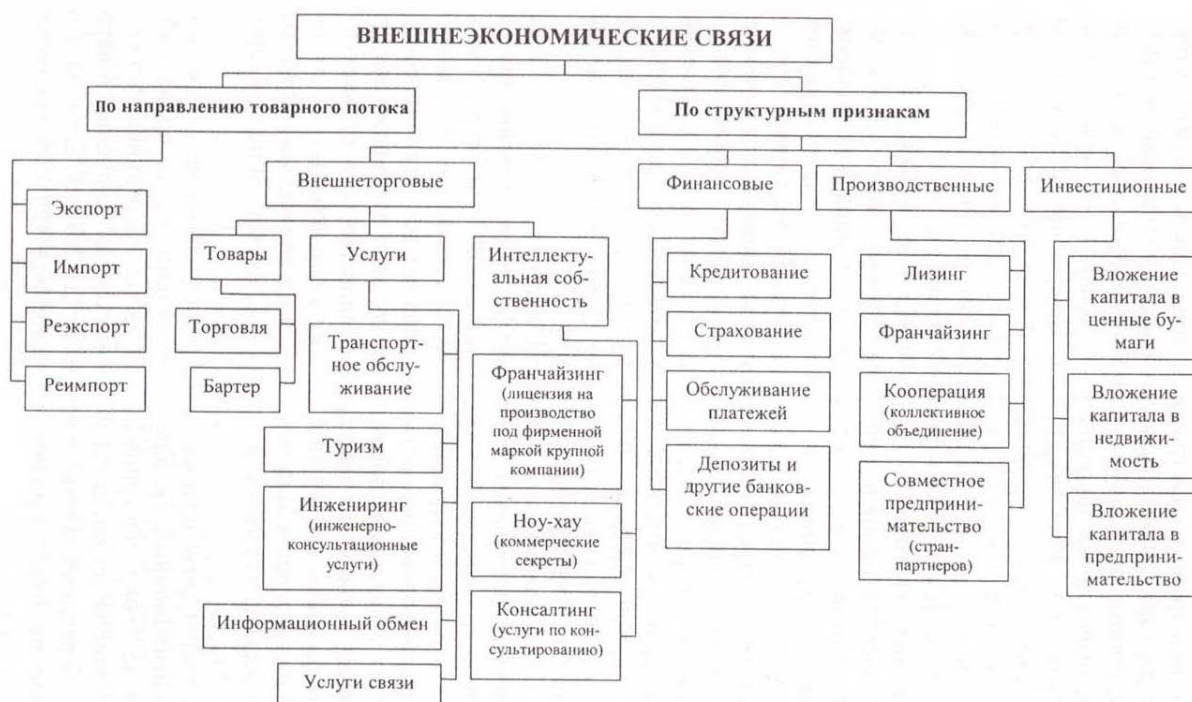 ВНЕШНЕЭКОНОМИЧЕСКИЕ СВЯЗИ
По направлению товарного потока
По структурным признакам
Внешнеторговые
Финансовые
Производственные
Инвестиционные
Экспорт
Импорт
Реэкспорт
Реимпорт
Товары
Торговля
Бартер
Услуги
Транспорт-
ное обслу-
живание
Туризм
Инжениринг
(инженерно-
консультационные
услуги)
Информационный обмен
Услуги связи
Интеллекту-
альная соб-
ственность
Франчайзинг
(лицензия на
производство
под фирменной
маркой крупной
компании)
Ноу-хау
(коммерческие
секреты)
Консалтинг
(услуги по кон-
сультированию)
Кредитование
Страхование
Обслуживание
платежей
Депозиты и
другие банков-
ские операции
Лизинг
Франчайзинг
Кооперация
(коллективное
объединение)
Совместное
предприни-
мательство
(стран-
партнеров)
Вложение
капитала в
ценные бу-
маги
Вложение
капитала в
недвижи-
мость
Вложение
капитала в
предприни-
мательство